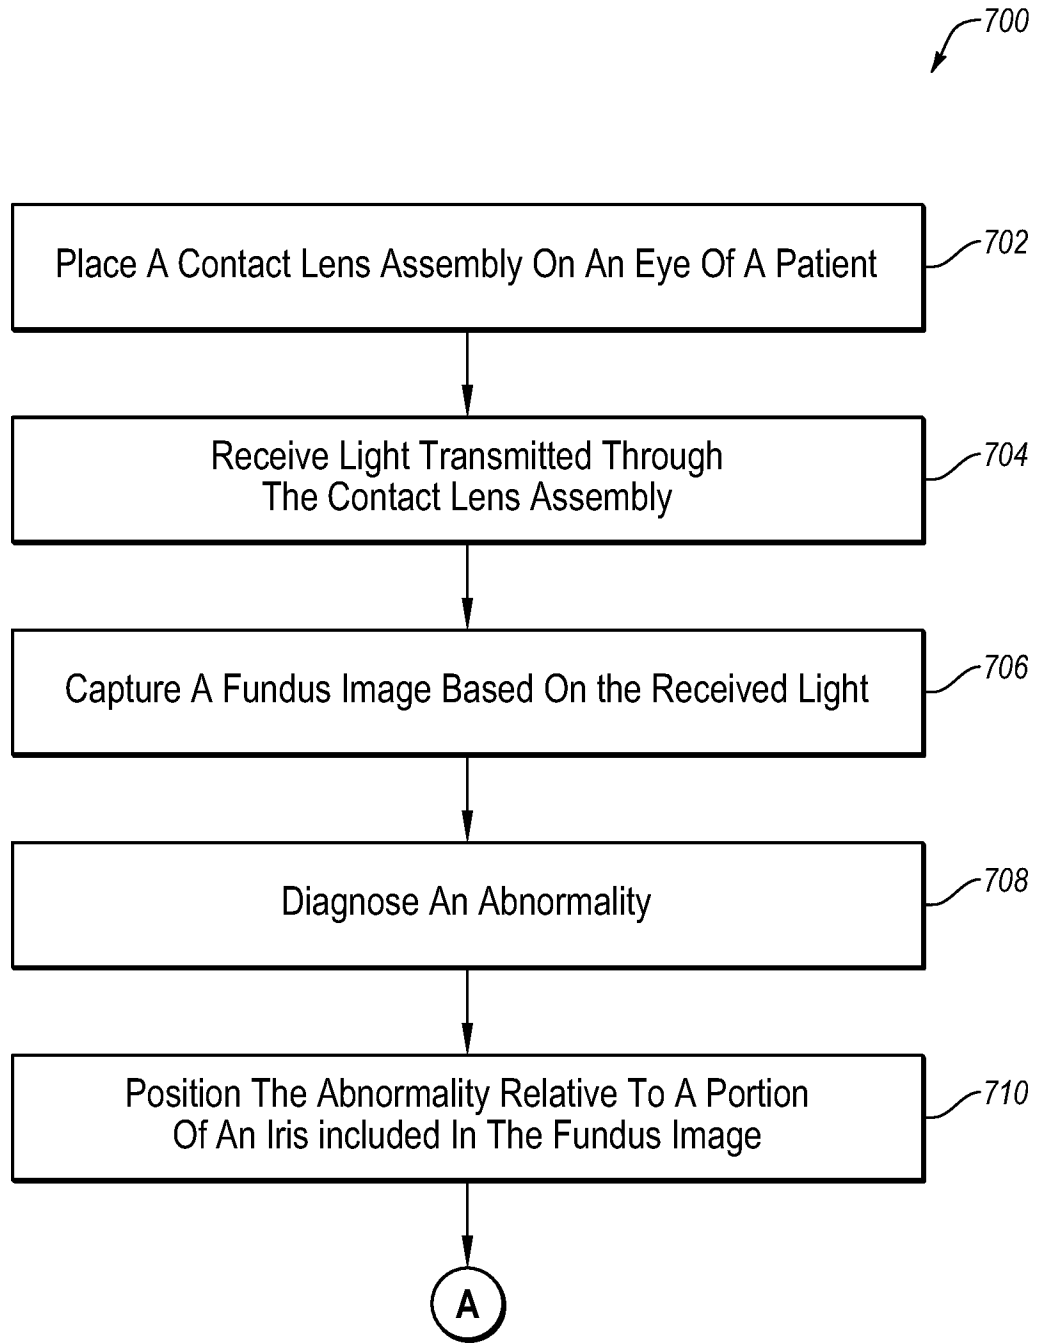 700
Place A Contact Lens Assembly On An Eye Of A Patient
702
Receive Light Transmitted Through
The Contact Lens Assembly
704
Capture A Fundus Image Based On the Received Light
706
Diagnose An Abnormality
708
Position The Abnormality Relative To A Portion
Of An Iris included In The Fundus Image
710
A